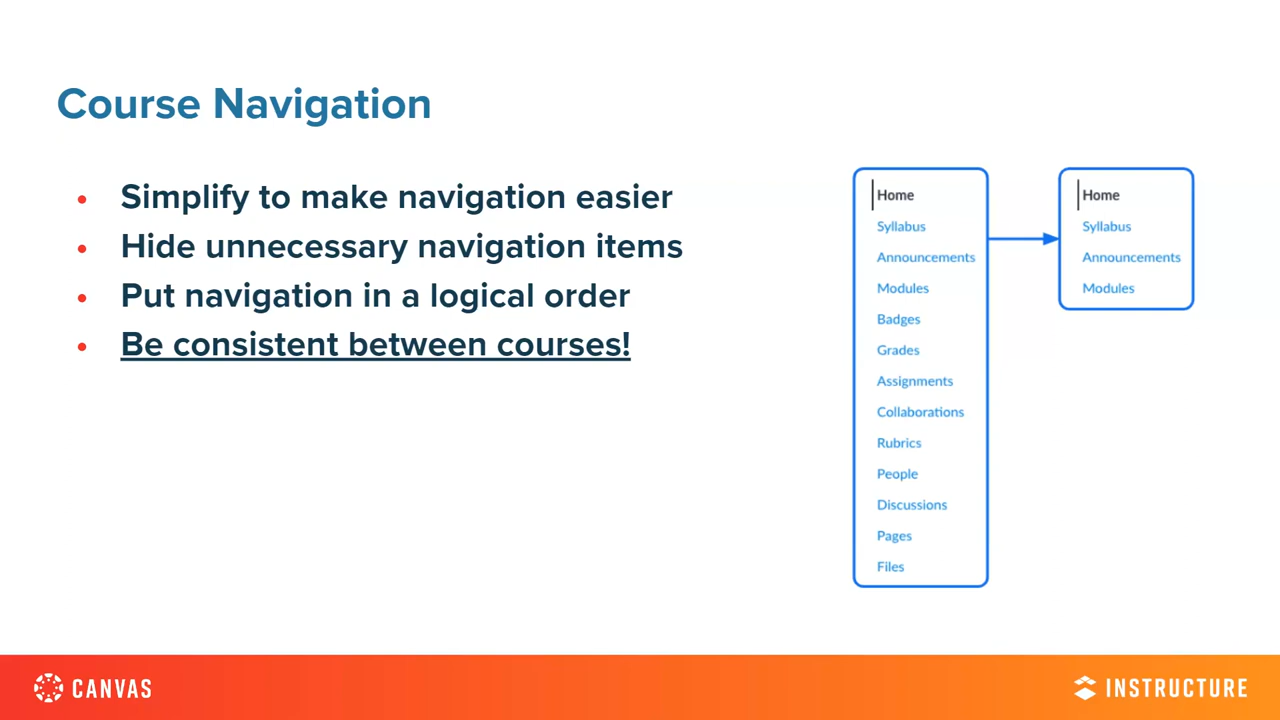 Course Navigation
• Simplify to make navigation easier
• Hide unnecessary navigation items
• Put navigation in a logical order
• Be consistent between courses!
Home
Syllabus
Announcements
Modules
Badges
Grades
Assignments
Collaborations
Rubrics
People
Discussions
Pages
Files
Home
Syllabus
Announcements
Modules
CANVAS
INSTRUCTURE